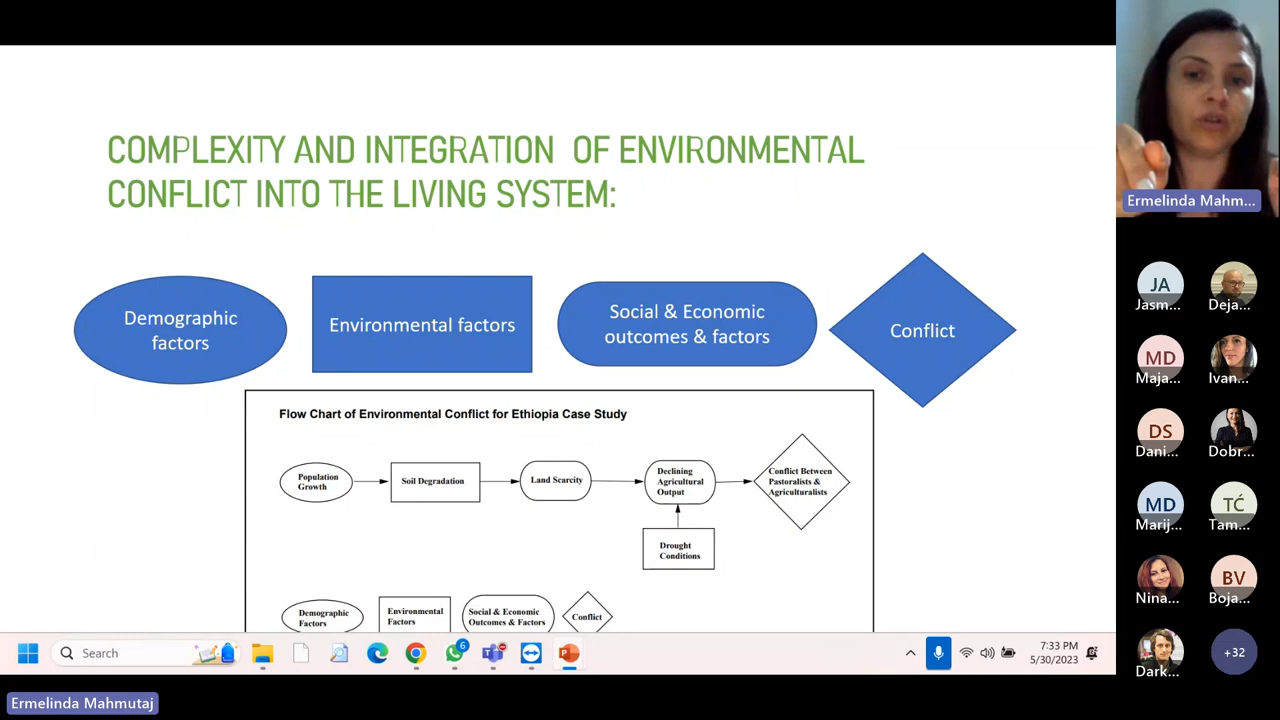 COMPLEXITY AND INTEGRATION OF ENVIRONMENTAL
CONFLICT INTO THE LIVING SYSTEM:
Demographic
factors
Environmental factors
Social & Economic
outcomes & factors
Conflict
Flow Chart of Environmental Conflict for Ethiopia Case Study
Population
Growth
Soil Degradation
Land Scarcity
Declining
Agricultural
Output
Conflict Between
Pastoralists &
Agriculturalists
Drought
Conditions
Demographic
Factors
Environmental
Factors
Social & Economic
Outcomes & Factors
Conflict
Ermelinda Mahm...
JA
Jasm...
Deja...
MD
Maja...
Ivan...
DS
Dani...
Dobr...
MD
Marij...
TĆ
Tam...
Nina...
BV
Boja...
Dark...
+32
Search
6
7:33 PM
5/30/2023
Ermelinda Mahmutaj